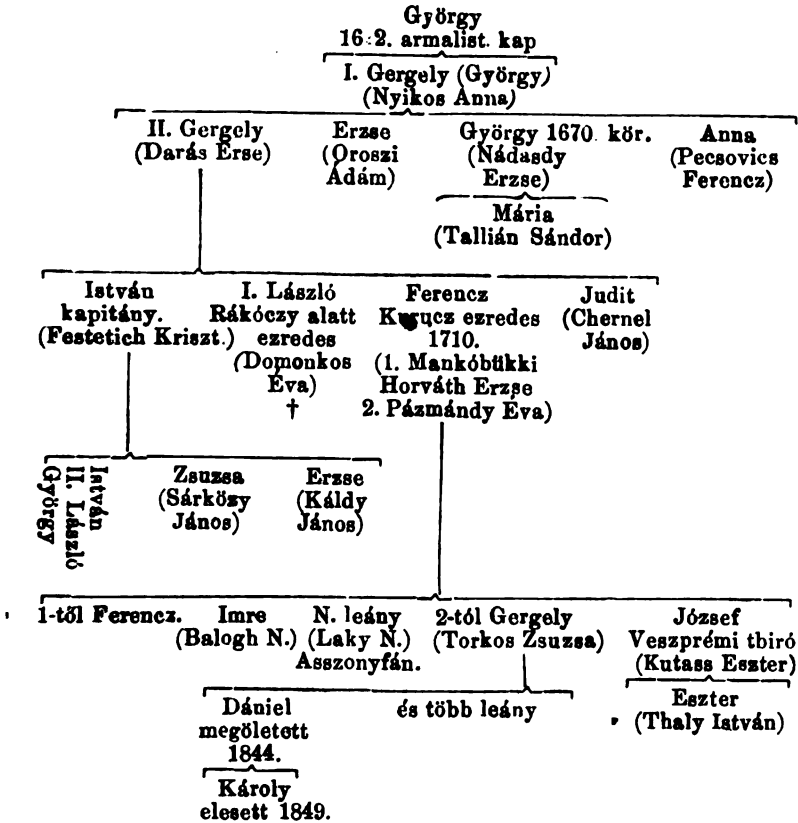 György
16:2. armalist. kap
I. Gergely (György)
(Nyikos Anna)
II. Gergely
(Darás Erse)
Erzse
(Oroszi
Ádám)
György 1670. kör.
(Nádasdy
Erzse)
Anna
(Pecsovics
Ferencz)
Mária
(Tallián Sándor)
István
kapitány.
(Festetich Kriszt.)
I. László
Rákóczy alatt
ezredes
(Domonkos
Éva)
†
Ferencz
Kurucz ezredes
1710.
(1. Mankóbükki
Horváth Erzse
2. Pázmándy Éva)
Judit
(Chernel
János)
István
II. László
György
Zsuzsa
(Sárközy
János)
Erzse
(Káldy
János)
1-től Ferencz.
Imre
(Balogh N.)
N. leány
(Laky N.)
Asszonyfán.
2-tól Gergely
(Torkos Zsuzsa)
József
Veszprémi tbiró
(Kutass Eszter)
Dániel
megöletett
1844.
és több leány
Eszter
(Thaly István)
Károly
elesett 1849.